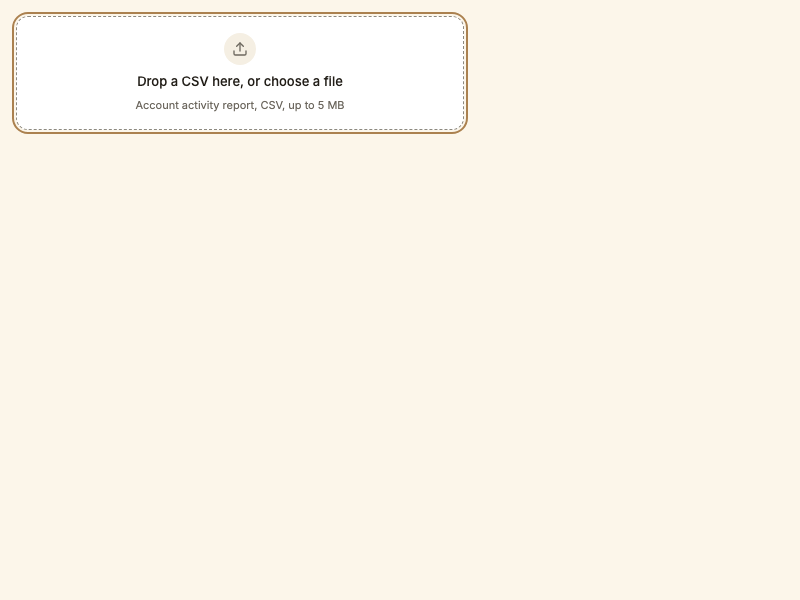 Drop a CSV here, or choose a file
Account activity report, CSV, up to 5 MB